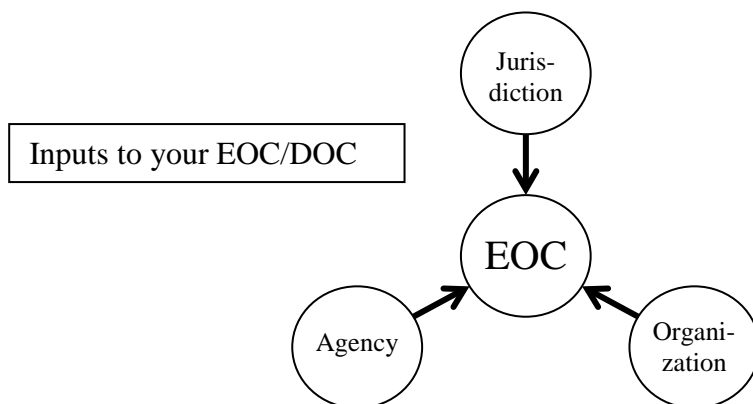 Juris-
diction
Inputs to your EOC/DOC
EOC
Agency
Organi-
zation